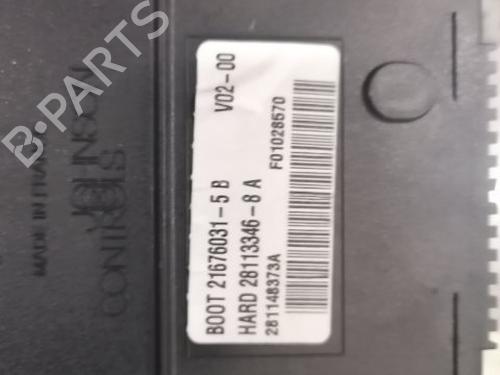 BOOT 21676031-5 B V02-00
HARD 28113346-8 A
281148373A F01028570
MADE IN FRANCE
JOHNSON
CONTROLS
B-PARTS